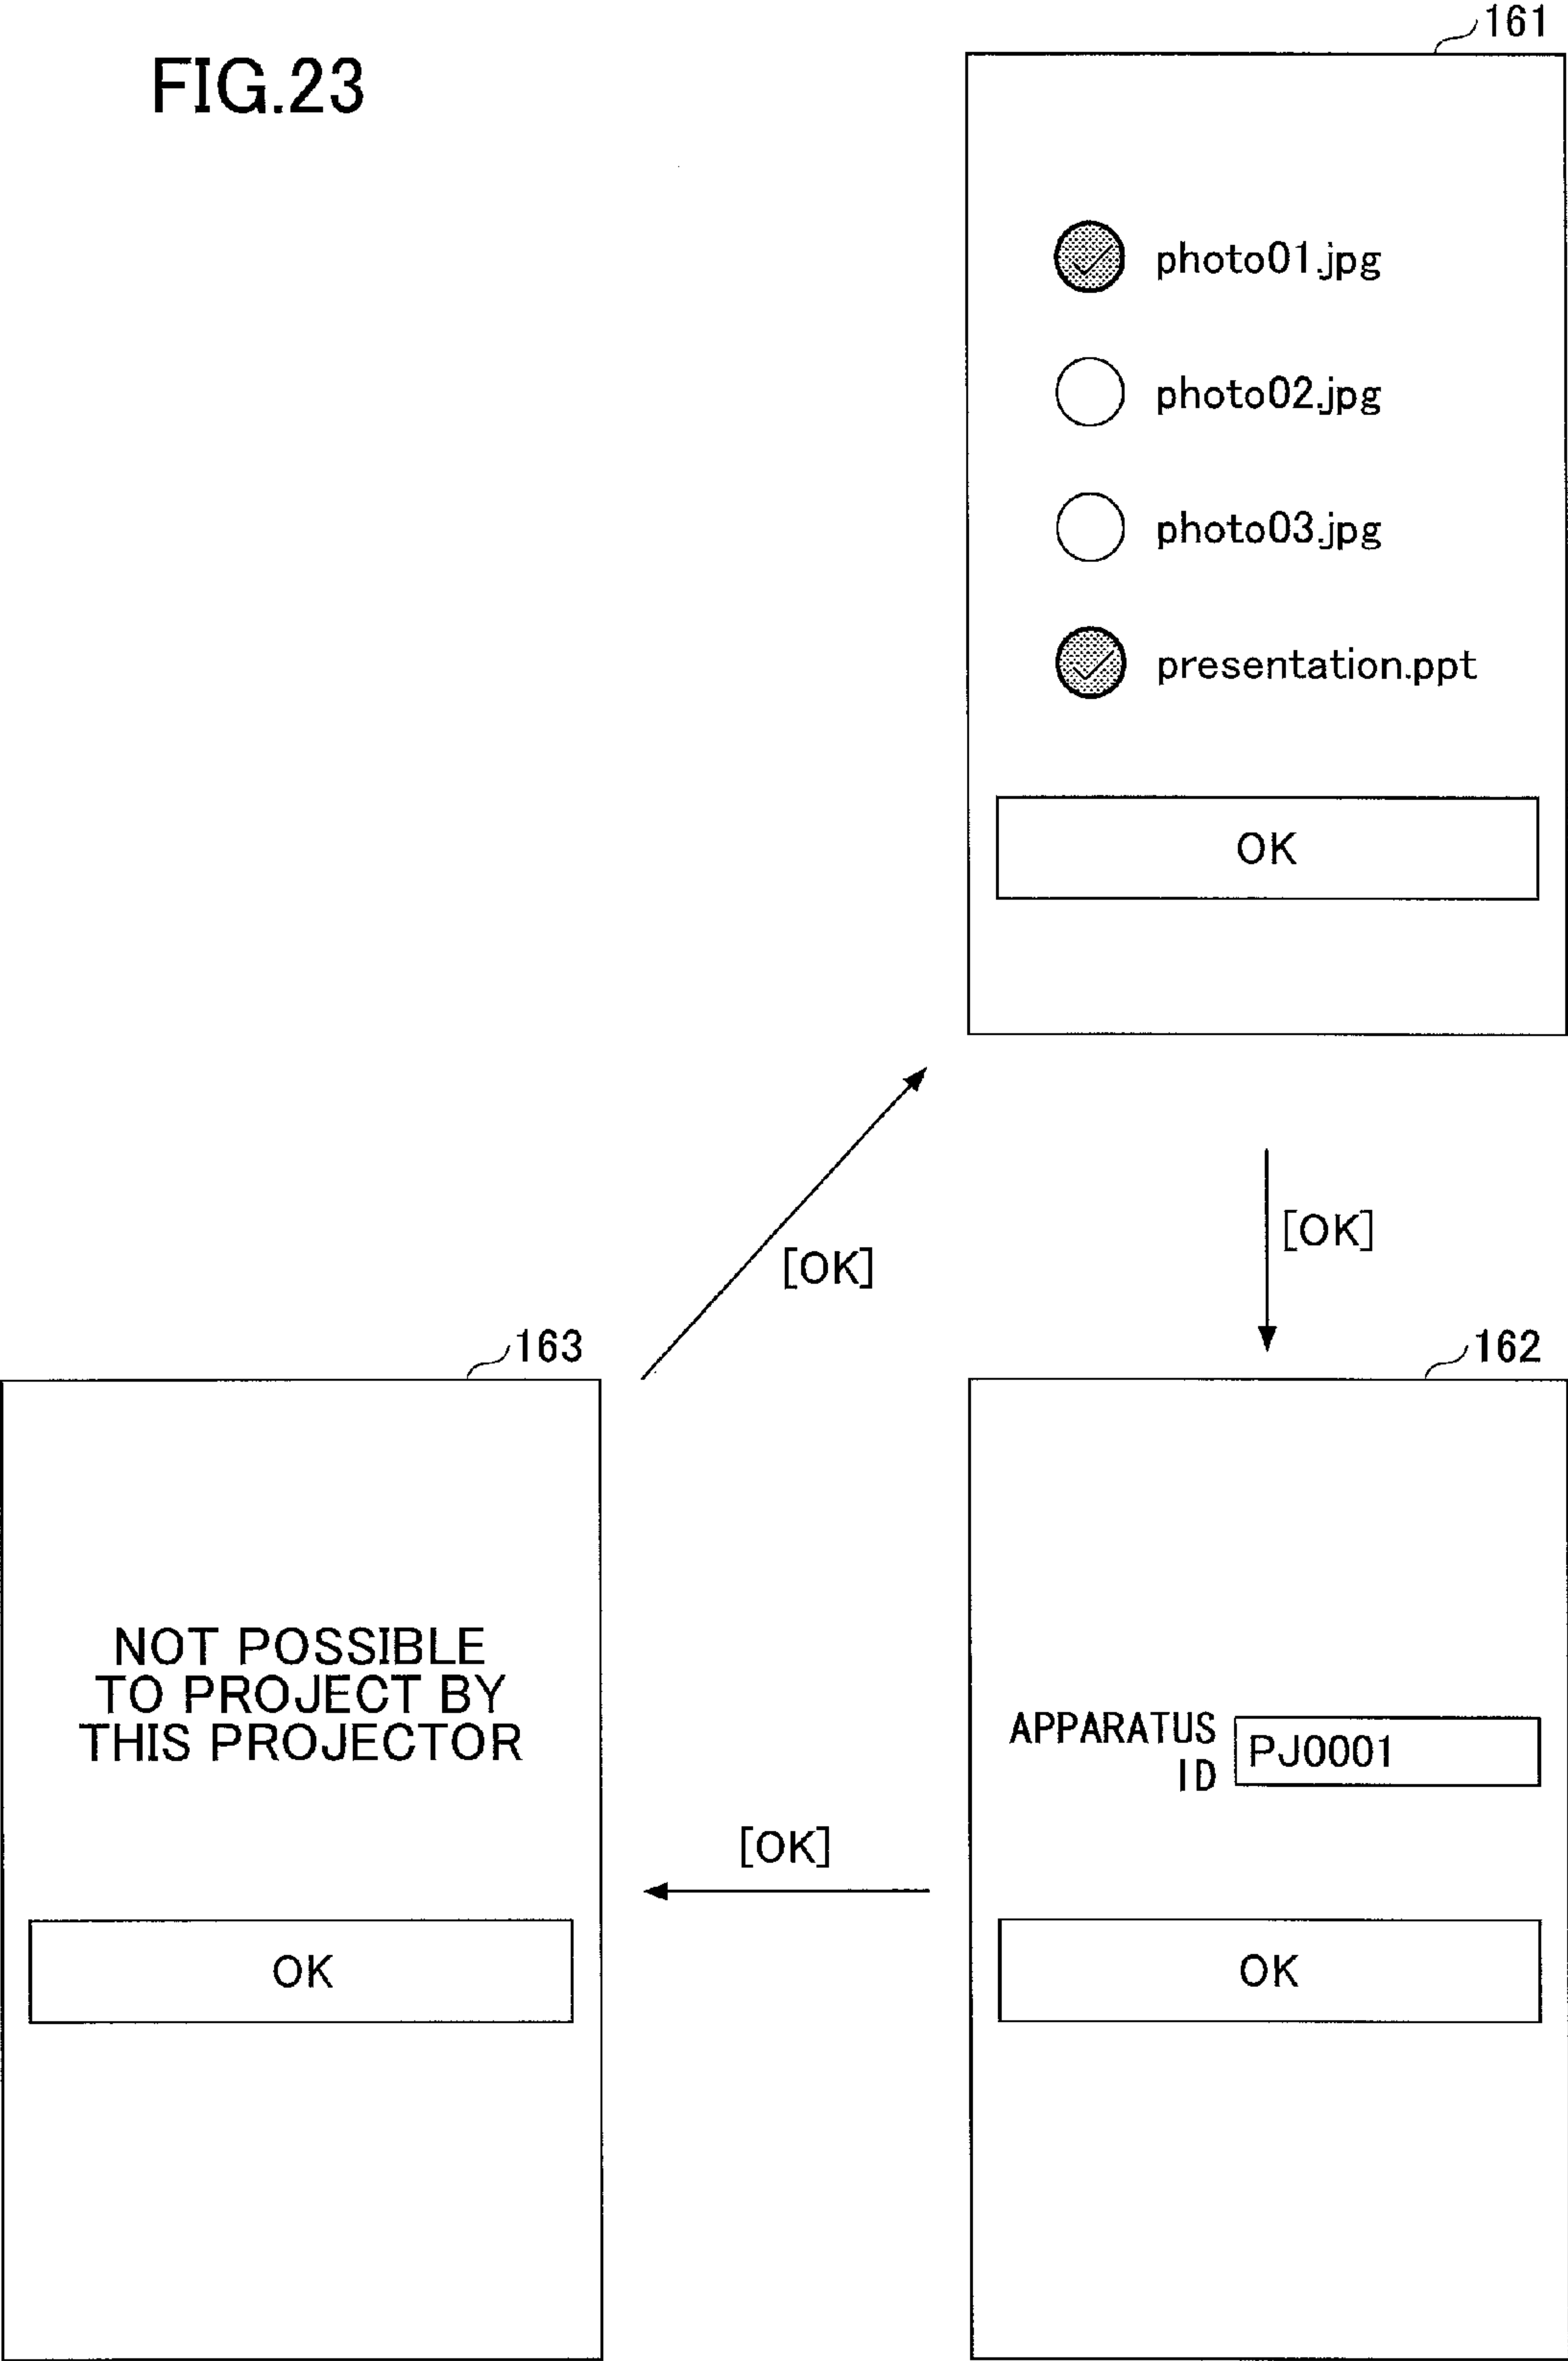 FIG.23
161
photo01.jpg
photo02.jpg
photo03.jpg
presentation.ppt
OK
[OK]
[OK]
163
162
NOT POSSIBLE
TO PROJECT BY
THIS PROJECTOR
OK
APPARATUS
ID
PJ0001
[OK]
OK